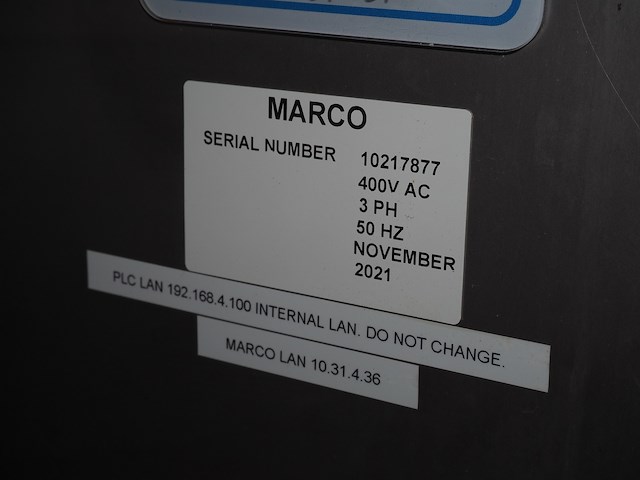 MARCO
SERIAL NUMBER 10217877
400V AC
3 PH
50 HZ
NOVEMBER
2021
PLC LAN 192.168.4.100 INTERNAL LAN. DO NOT CHANGE.
MARCO LAN 10.31.4.36